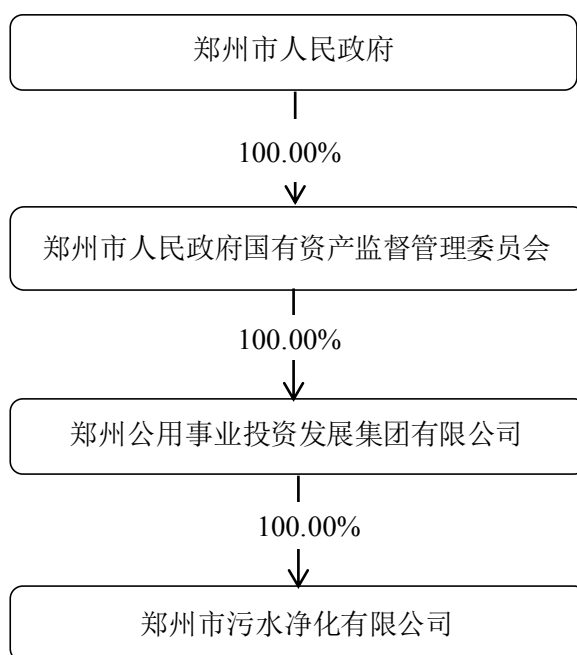 郑州市人民政府
100.00%
郑州市人民政府国有资产监督管理委员会
100.00%
郑州公用事业投资发展集团有限公司
100.00%
郑州市污水净化有限公司